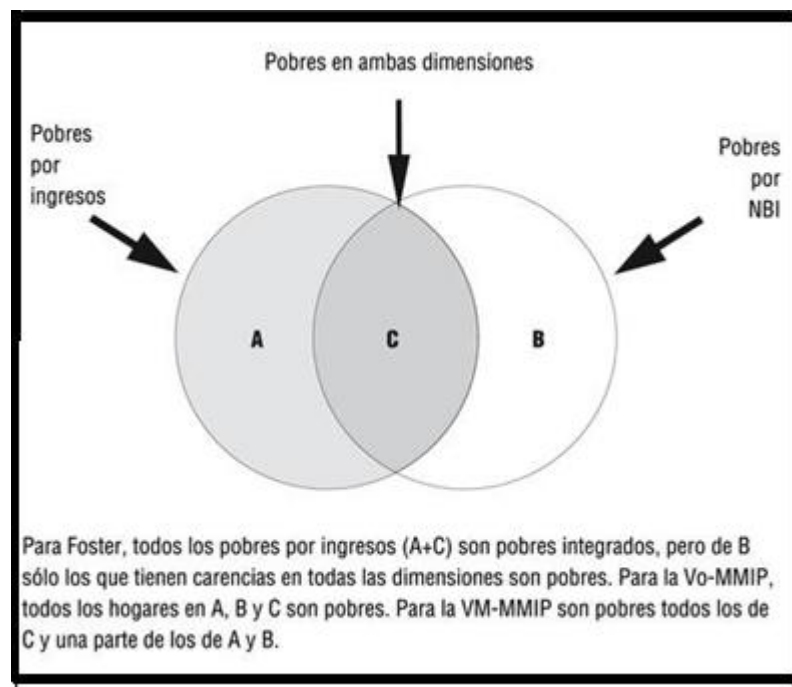 Pobres en ambas dimensiones
Pobres
por
ingresos
Pobres
por
NBI
A
C
B
Para Foster, todos los pobres por ingresos (A+C) son pobres integrados, pero de B
sólo los que tienen carencias en todas las dimensiones son pobres. Para la Vo-MMIP,
todos los hogares en A, B y C son pobres. Para la VM-MMIP son pobres todos los de
C y una parte de los de A y B.